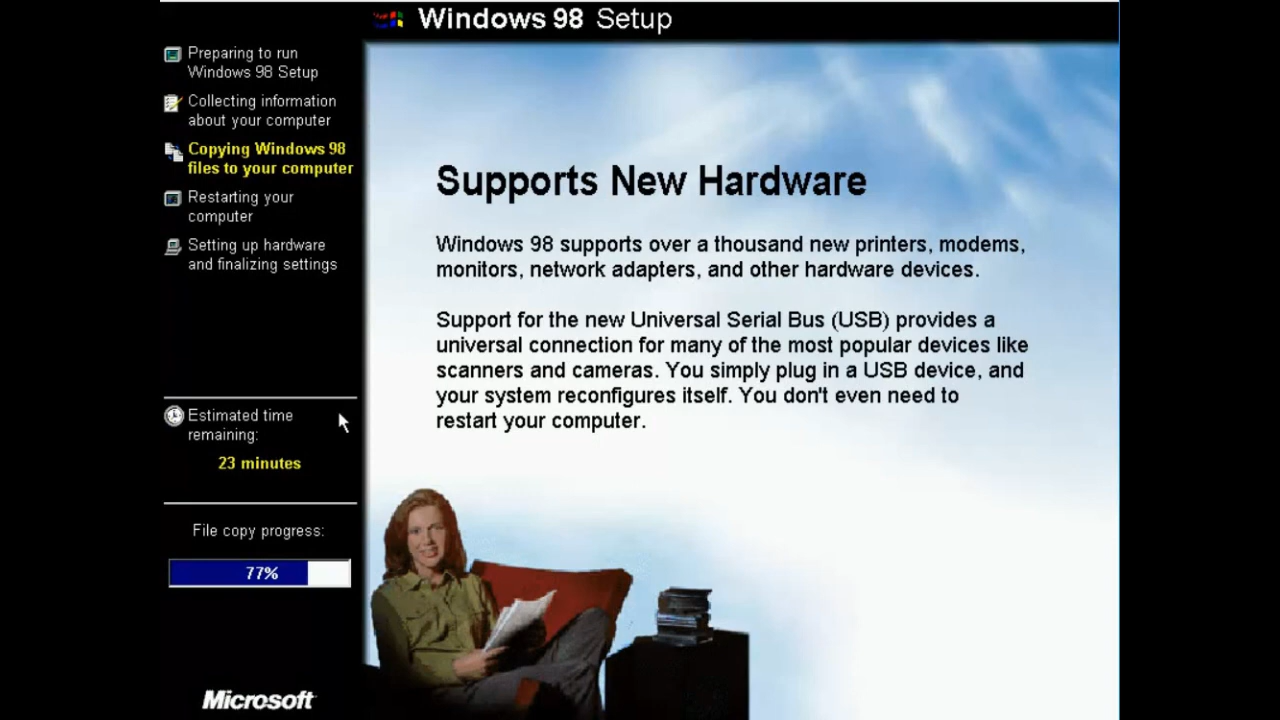 Windows 98 Setup
Preparing to run
Windows 98 Setup
Collecting information
about your computer
Copying Windows 98
files to your computer
Restarting your
computer
Setting up hardware
and finalizing settings
Estimated time
remaining:
23 minutes
File copy progress:
77%
Microsoft
Supports New Hardware
Windows 98 supports over a thousand new printers, modems,
monitors, network adapters, and other hardware devices.
Support for the new Universal Serial Bus (USB) provides a
universal connection for many of the most popular devices like
scanners and cameras. You simply plug in a USB device, and
your system reconfigures itself. You don't even need to
restart your computer.